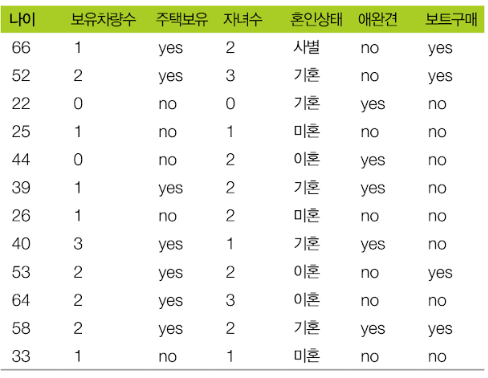 나이 보유차량수 주택보유 자녀수 혼인상태 애완견 보트구매
66 1 yes 2 사별 no yes
52 2 yes 3 기혼 no yes
22 0 no 0 기혼 yes no
25 1 no 1 미혼 no no
44 0 no 2 이혼 yes no
39 1 yes 2 기혼 yes no
26 1 no 2 미혼 no no
40 3 yes 1 기혼 yes no
53 2 yes 2 이혼 no yes
64 2 yes 3 이혼 no no
58 2 yes 2 기혼 yes yes
33 1 no 1 미혼 no no